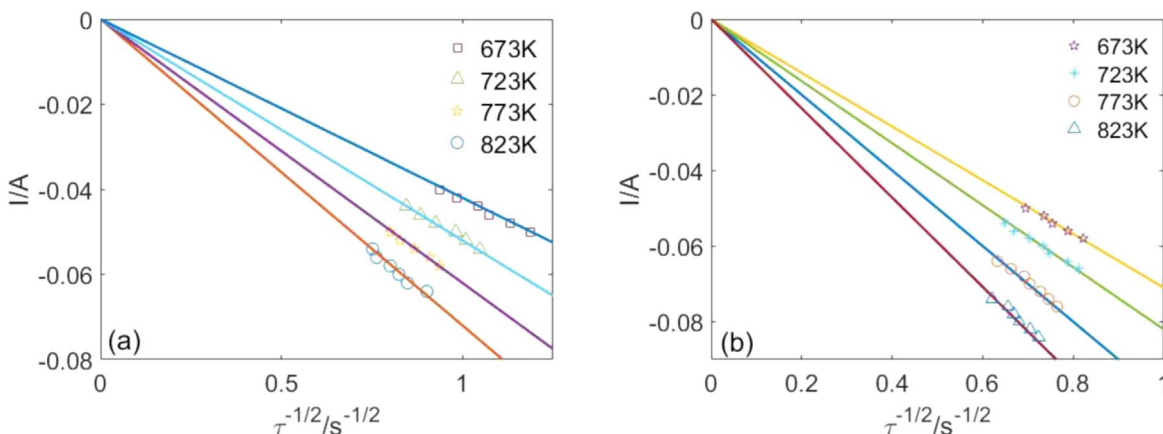 0
-0.02
-0.04
-0.06
-0.08
I/A
0
0.5
1
τ^-1/2/s^-1/2
673K
723K
773K
823K
(a)
0
-0.02
-0.04
-0.06
-0.08
I/A
0
0.2
0.4
0.6
0.8
1
τ^-1/2/s^-1/2
673K
723K
773K
823K
(b)